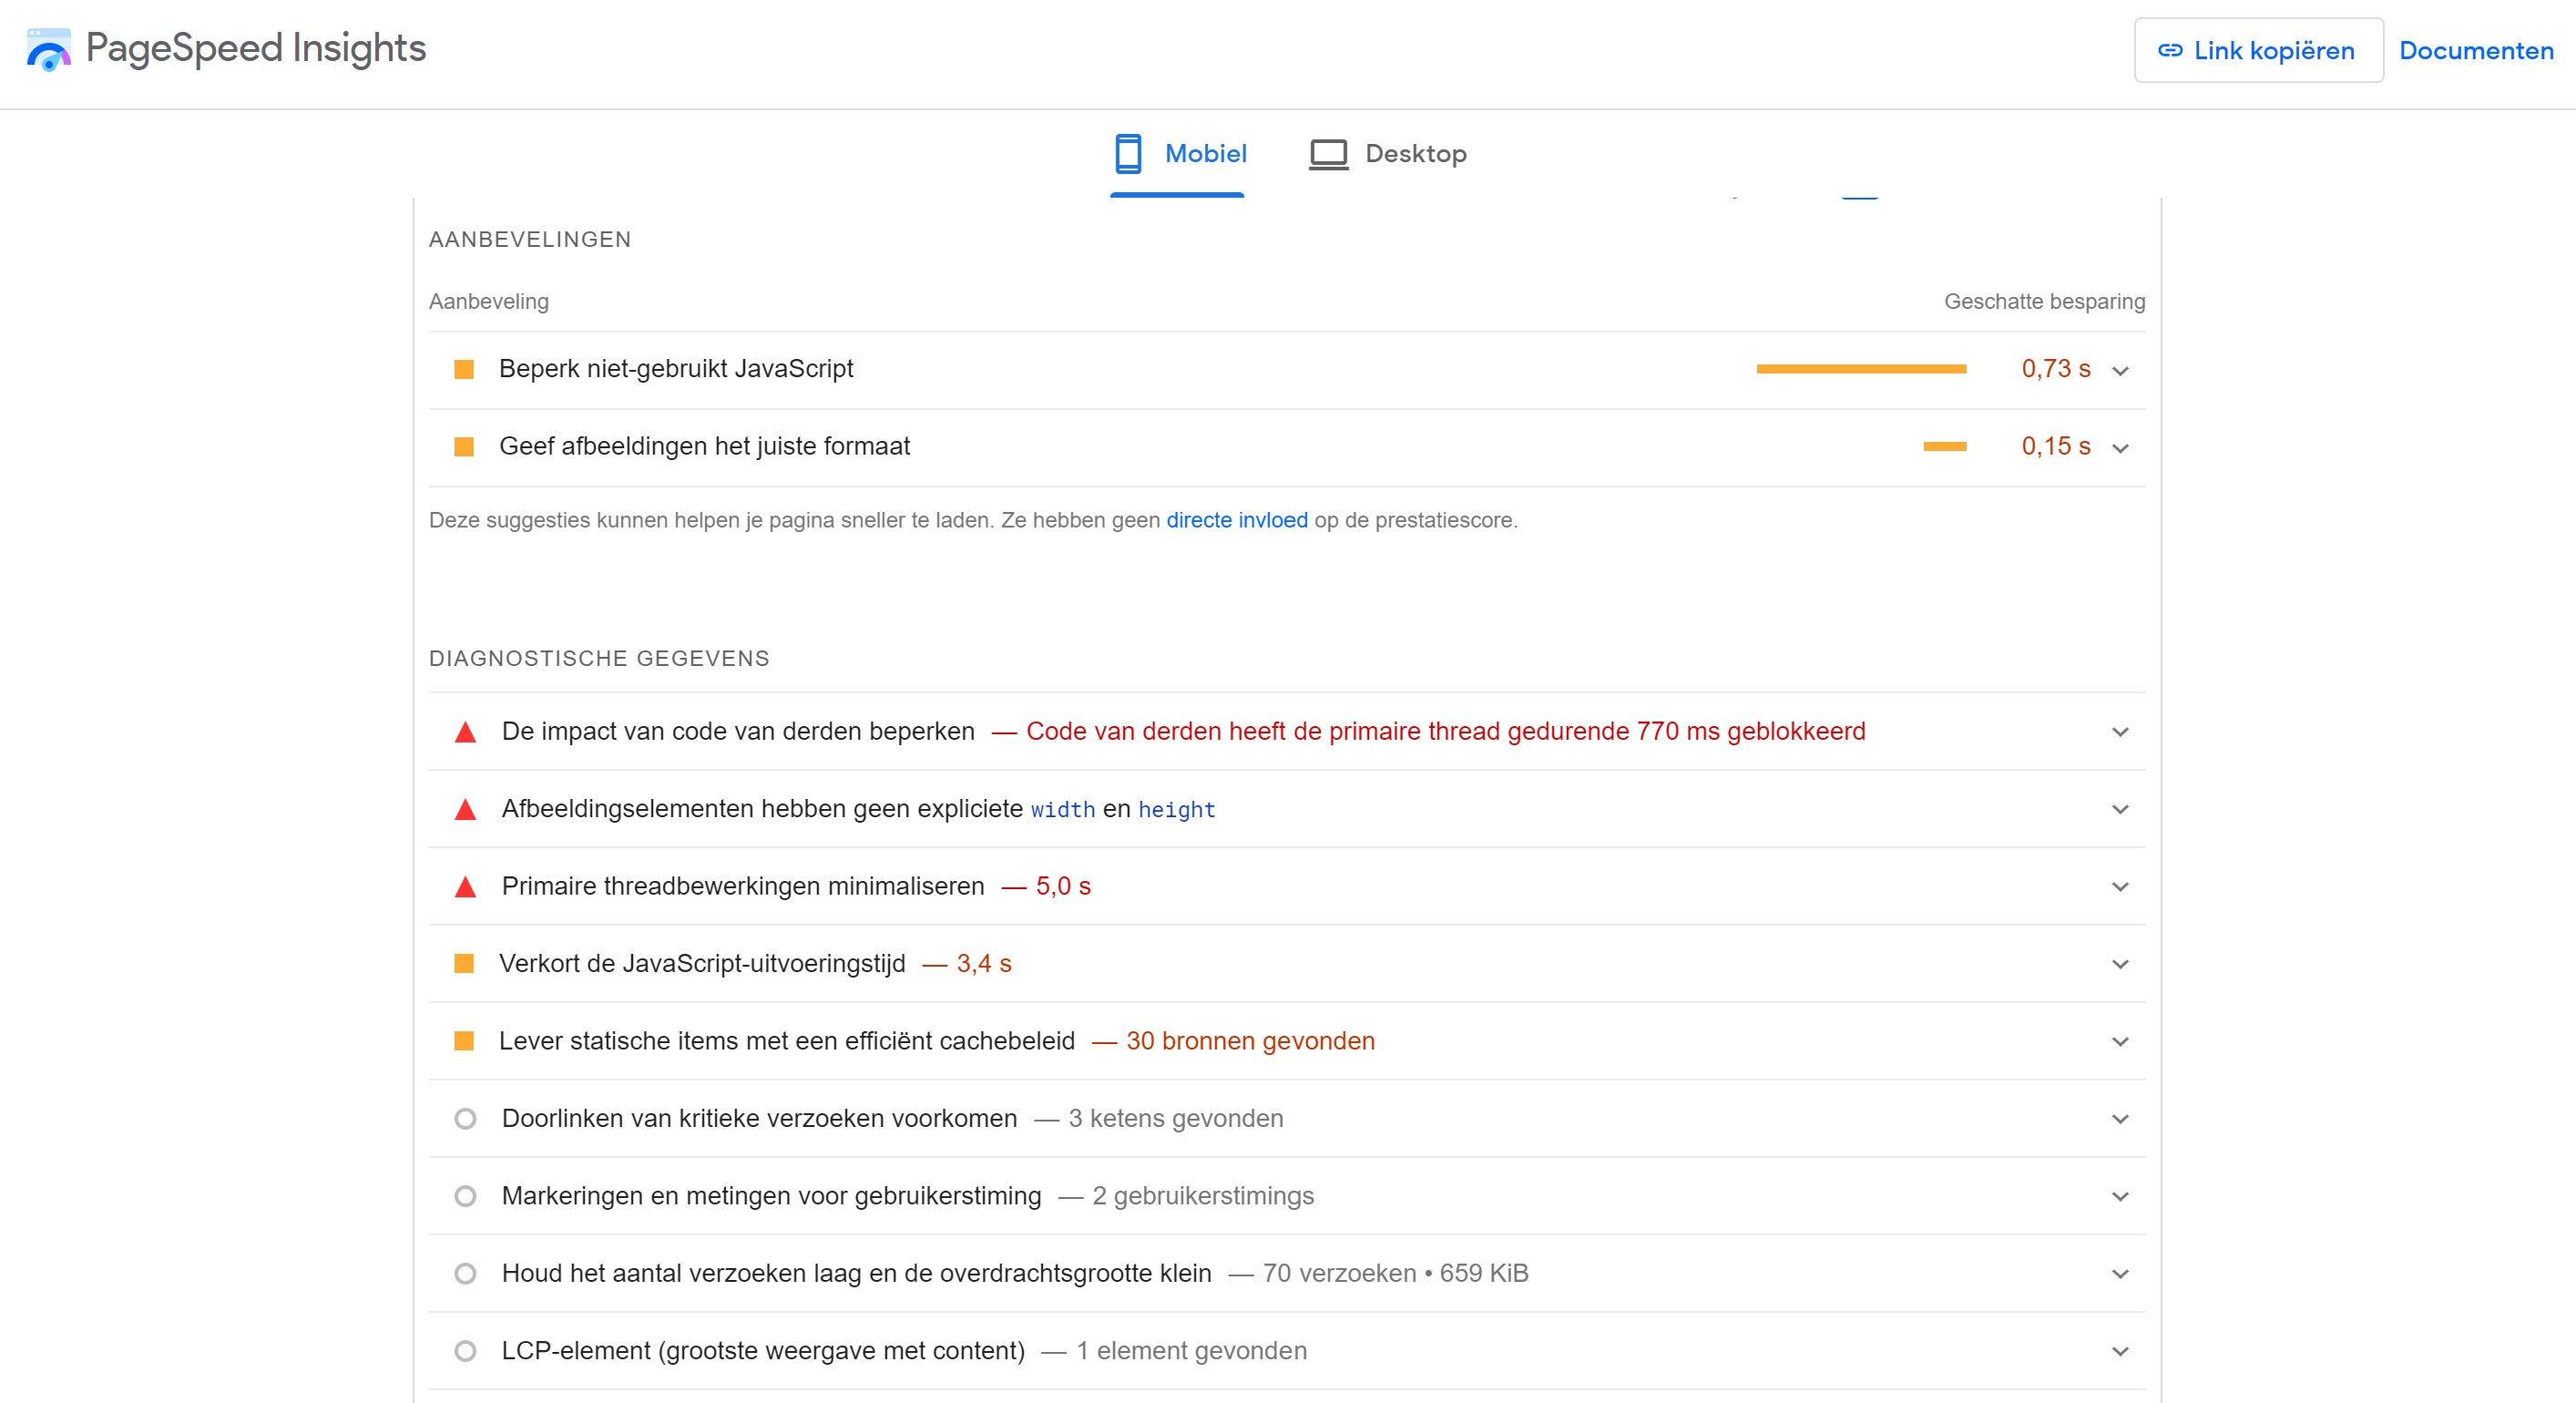 PageSpeed Insights
Link kopiëren
Documenten
Mobiel
Desktop
AANBEVELINGEN
Aanbeveling
Geschatte besparing
Beperk niet-gebruikt JavaScript
0,73 s
Geef afbeeldingen het juiste formaat
0,15 s
Deze suggesties kunnen helpen je pagina sneller te laden. Ze hebben geen directe invloed op de prestatiescore.
DIAGNOSTISCHE GEGEVENS
De impact van code van derden beperken — Code van derden heeft de primaire thread gedurende 770 ms geblokkeerd
Afbeeldingselementen hebben geen expliciete width en height
Primaire threadbewerkingen minimaliseren — 5,0 s
Verkort de JavaScript-uitvoeringstijd — 3,4 s
Lever statische items met een efficiënt cachebeleid — 30 bronnen gevonden
Doorlinken van kritieke verzoeken voorkomen — 3 ketens gevonden
Markeringen en metingen voor gebruikerstiming — 2 gebruikerstimings
Houd het aantal verzoeken laag en de overdrachtsgrootte klein — 70 verzoeken • 659 KiB
LCP-element (grootste weergave met content) — 1 element gevonden